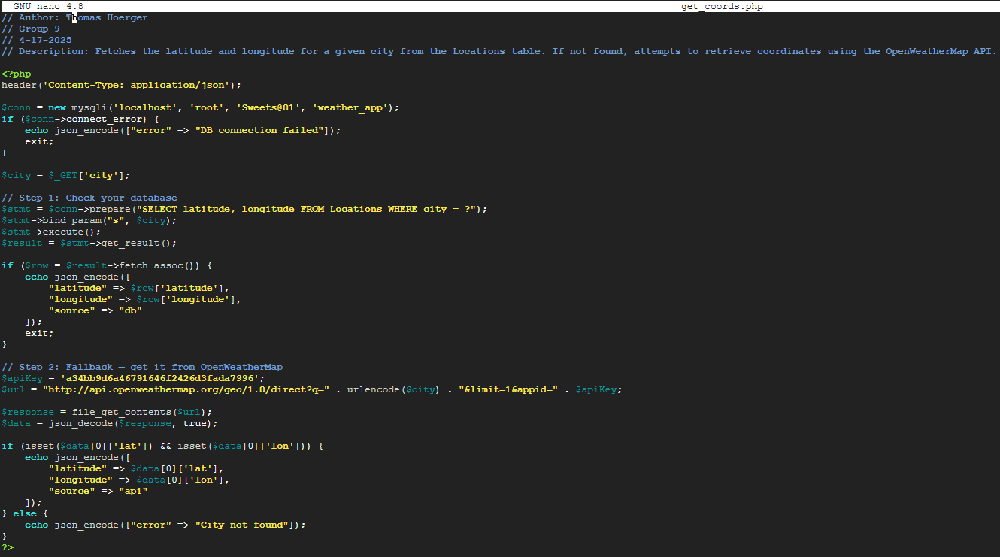 GNU nano 4.8 get_coords.php
// Author: Thomas Hoerger
// Group 9
// 4-17-2025
// Description: Fetches the latitude and longitude for a given city from the Locations table. If not found, attempts to retrieve coordinates using the OpenWeatherMap API.
<?php
header('Content-Type: application/json');
$conn = new mysqli('localhost', 'root', 'Sweets@01', 'weather_app');
if ($conn->connect_error) {
    echo json_encode(["error" => "DB connection failed"]);
    exit;
}
$city = $_GET['city'];
// Step 1: Check your database
$stmt = $conn->prepare("SELECT latitude, longitude FROM Locations WHERE city = ?");
$stmt->bind_param("s", $city);
$stmt->execute();
$result = $stmt->get_result();
if ($row = $result->fetch_assoc()) {
    echo json_encode([
        "latitude" => $row['latitude'],
        "longitude" => $row['longitude'],
        "source" => "db"
    ]);
    exit;
}
// Step 2: Fallback — get it from OpenWeatherMap
$apiKey = 'a34bb9d6a46791646f2426d3fada7996';
$url = "http://api.openweathermap.org/geo/1.0/direct?q=" . urlencode($city) . "&limit=1&appid=" . $apiKey;
$response = file_get_contents($url);
$data = json_decode($response, true);
if (isset($data[0]['lat']) && isset($data[0]['lon'])) {
    echo json_encode([
        "latitude" => $data[0]['lat'],
        "longitude" => $data[0]['lon'],
        "source" => "api"
    ]);
} else {
    echo json_encode(["error" => "City not found"]);
}
?>